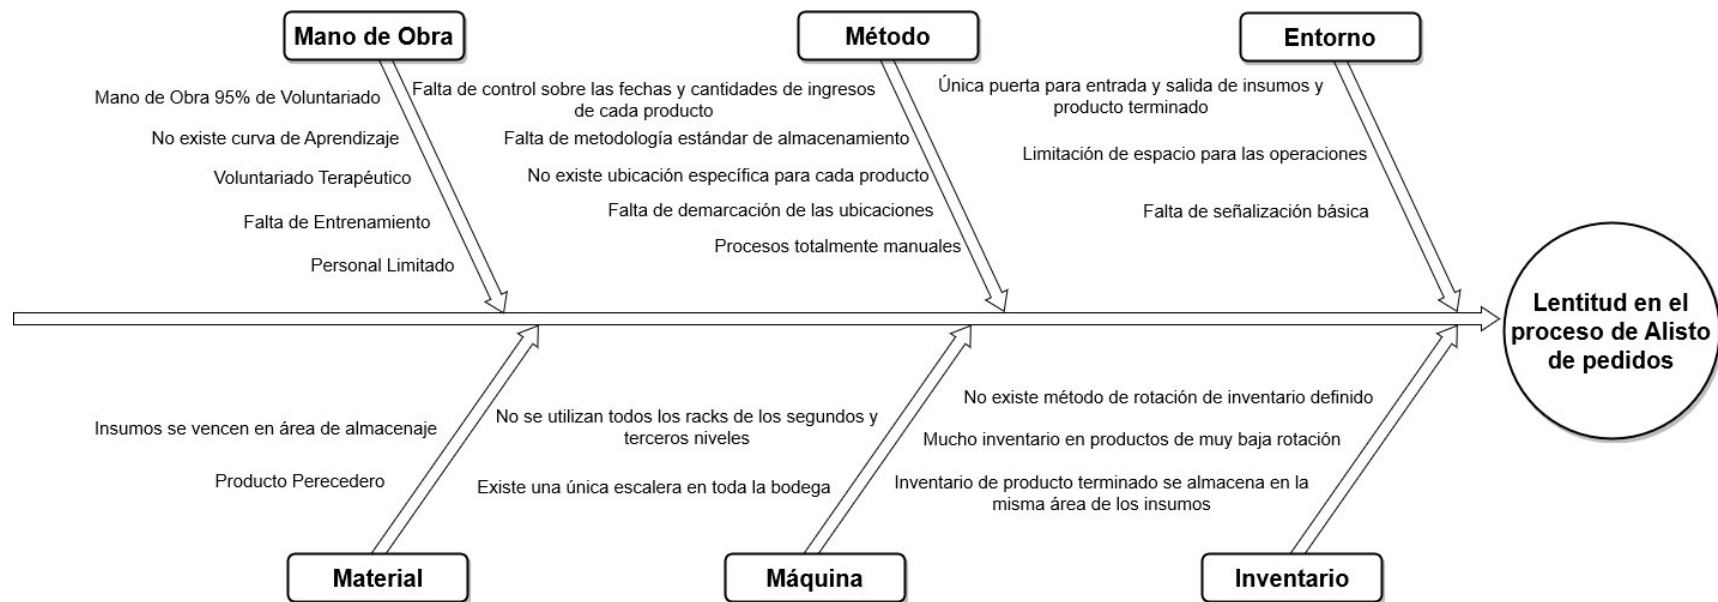 Mano de Obra
Método
Entorno
Mano de Obra 95% de Voluntariado
No existe curva de Aprendizaje
Voluntariado Terapéutico
Falta de Entrenamiento
Personal Limitado
Falta de control sobre las fechas y cantidades de ingresos
de cada producto
Falta de metodología estándar de almacenamiento
No existe ubicación específica para cada producto
Falta de demarcación de las ubicaciones
Procesos totalmente manuales
Única puerta para entrada y salida de insumos y
producto terminado
Limitación de espacio para las operaciones
Falta de señalización básica
Lentitud en el
proceso de Alisto
de pedidos
Insumos se vencen en área de almacenaje
Producto Perecedero
No se utilizan todos los racks de los segundos y
terceros niveles
Existe una única escalera en toda la bodega
No existe método de rotación de inventario definido
Mucho inventario en productos de muy baja rotación
Inventario de producto terminado se almacena en la
misma área de los insumos
Material
Máquina
Inventario